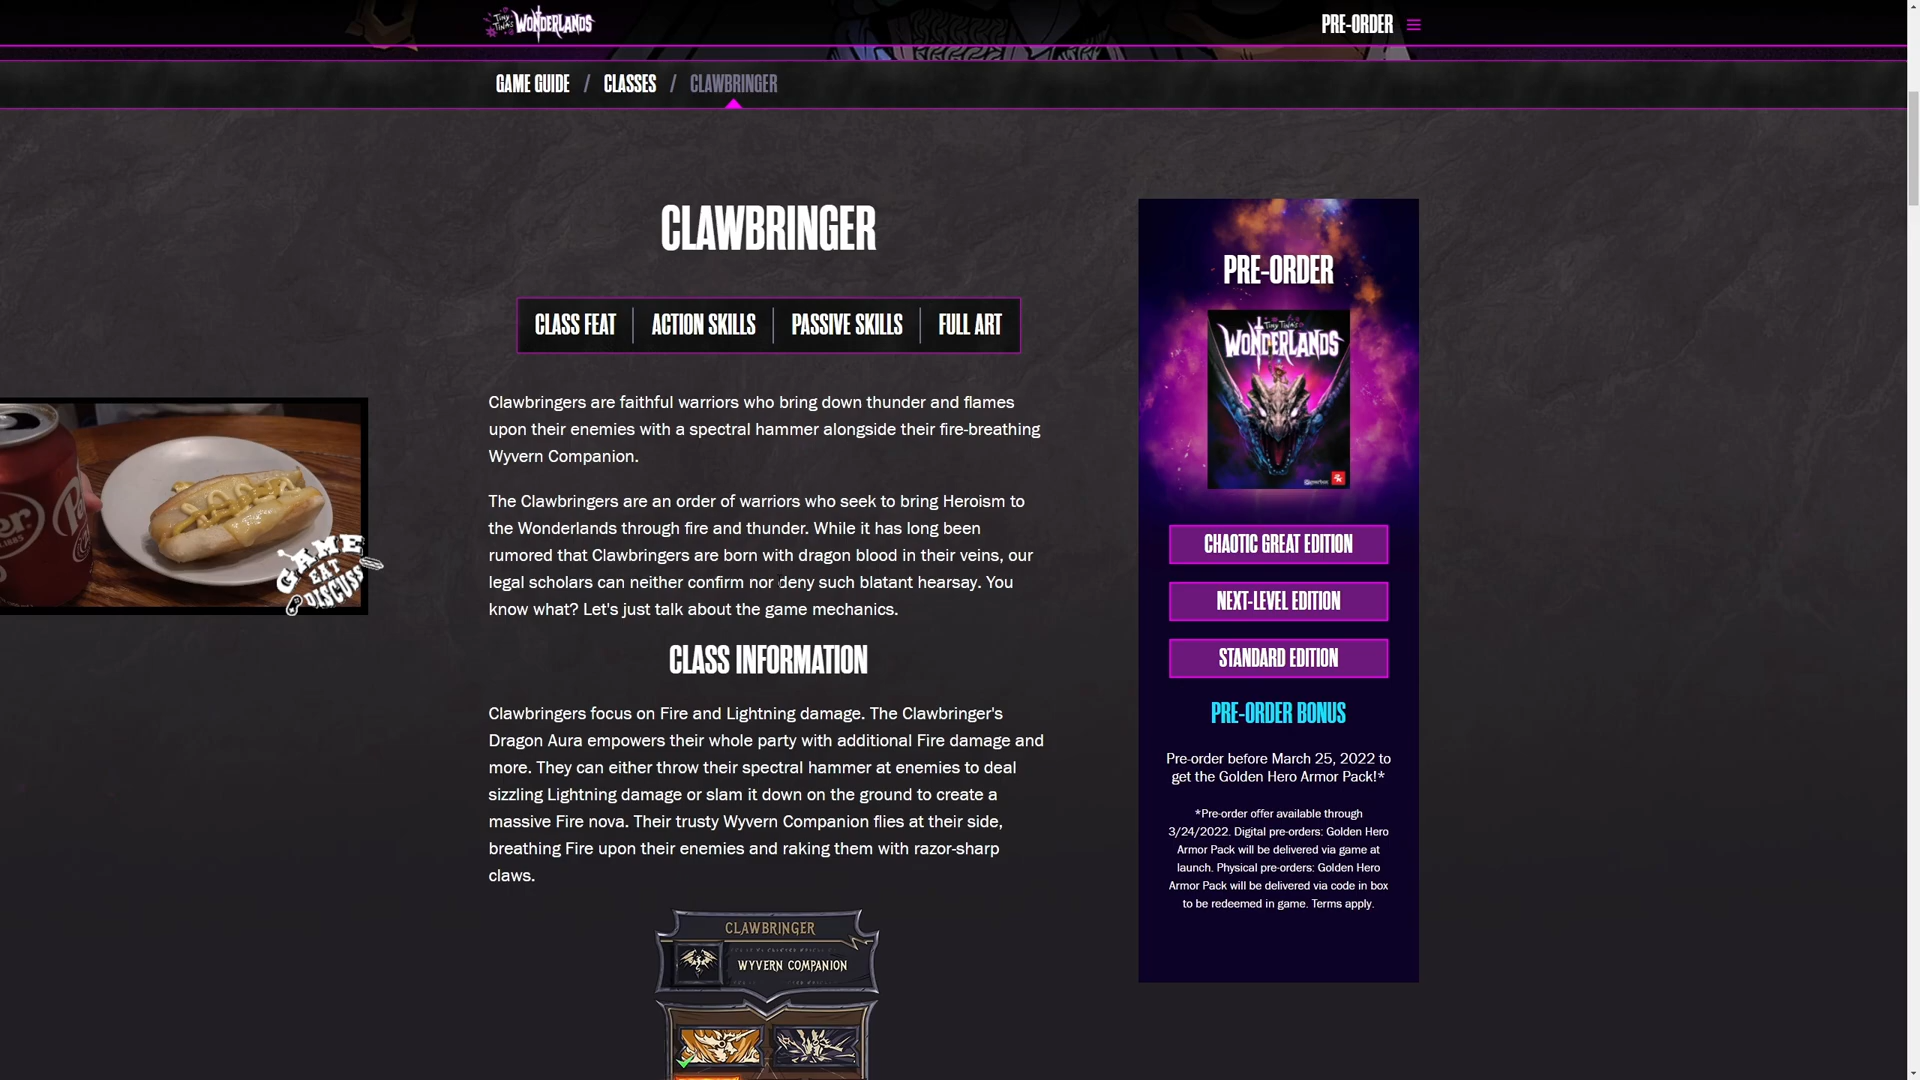 Tiny Tina's WONDERLANDS
PRE-ORDER
GAME GUIDE / CLASSES / CLAWBRINGER
CLAWBRINGER
CLASS FEAT | ACTION SKILLS | PASSIVE SKILLS | FULL ART
Clawbringers are faithful warriors who bring down thunder and flames
upon their enemies with a spectral hammer alongside their fire-breathing
Wyvern Companion.
The Clawbringers are an order of warriors who seek to bring Heroism to
the Wonderlands through fire and thunder. While it has long been
rumored that Clawbringers are born with dragon blood in their veins, our
legal scholars can neither confirm nor deny such blatant hearsay. You
know what? Let's just talk about the game mechanics.
CLASS INFORMATION
Clawbringers focus on Fire and Lightning damage. The Clawbringer's
Dragon Aura empowers their whole party with additional Fire damage and
more. They can either throw their spectral hammer at enemies to deal
sizzling Lightning damage or slam it down on the ground to create a
massive Fire nova. Their trusty Wyvern Companion flies at their side,
breathing Fire upon their enemies and raking them with razor-sharp
claws.
CLAWBRINGER
WYVERN COMPANION
PRE-ORDER
Tiny Tina's
WONDERLANDS
gearbox 2K
CHAOTIC GREAT EDITION
NEXT-LEVEL EDITION
STANDARD EDITION
PRE-ORDER BONUS
Pre-order before March 25, 2022 to
get the Golden Hero Armor Pack!*
*Pre-order offer available through
3/24/2022. Digital pre-orders: Golden Hero
Armor Pack will be delivered via game at
launch. Physical pre-orders: Golden Hero
Armor Pack will be delivered via code in box
to be redeemed in game. Terms apply.
GAME
EAT
DISCUSS